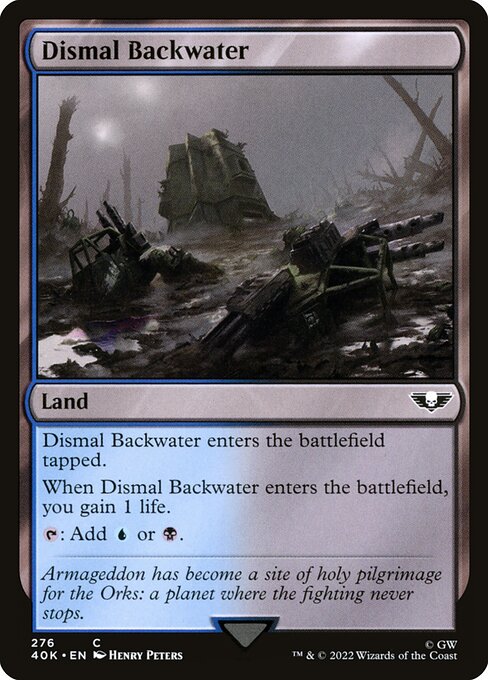 Dismal Backwater
Land
Dismal Backwater enters the battlefield
tapped.
When Dismal Backwater enters the battlefield,
you gain 1 life.
: Add or .
Armageddon has become a site of holy pilgrimage
for the Orks: a planet where the fighting never
stops.
276 C © GW
40K • EN Henry Peters ™ & © 2022 Wizards of the Coast